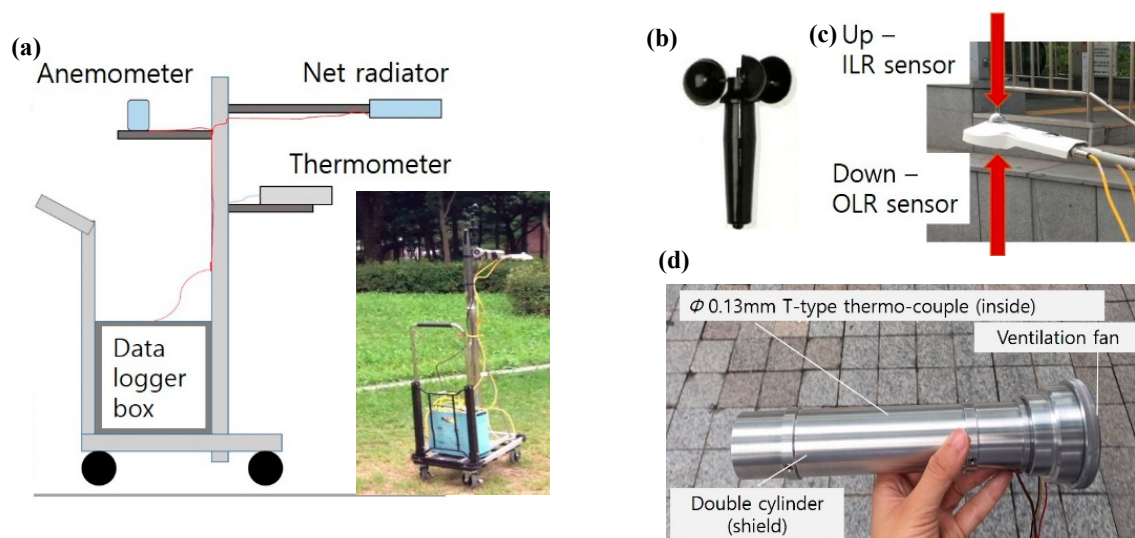 (a)
Anemometer
Net radiator
Thermometer
Data
logger
box
(b)
(c)
Up –
ILR sensor
Down –
OLR sensor
(d)
Φ 0.13mm T-type thermo-couple (inside)
Ventilation fan
Double cylinder
(shield)